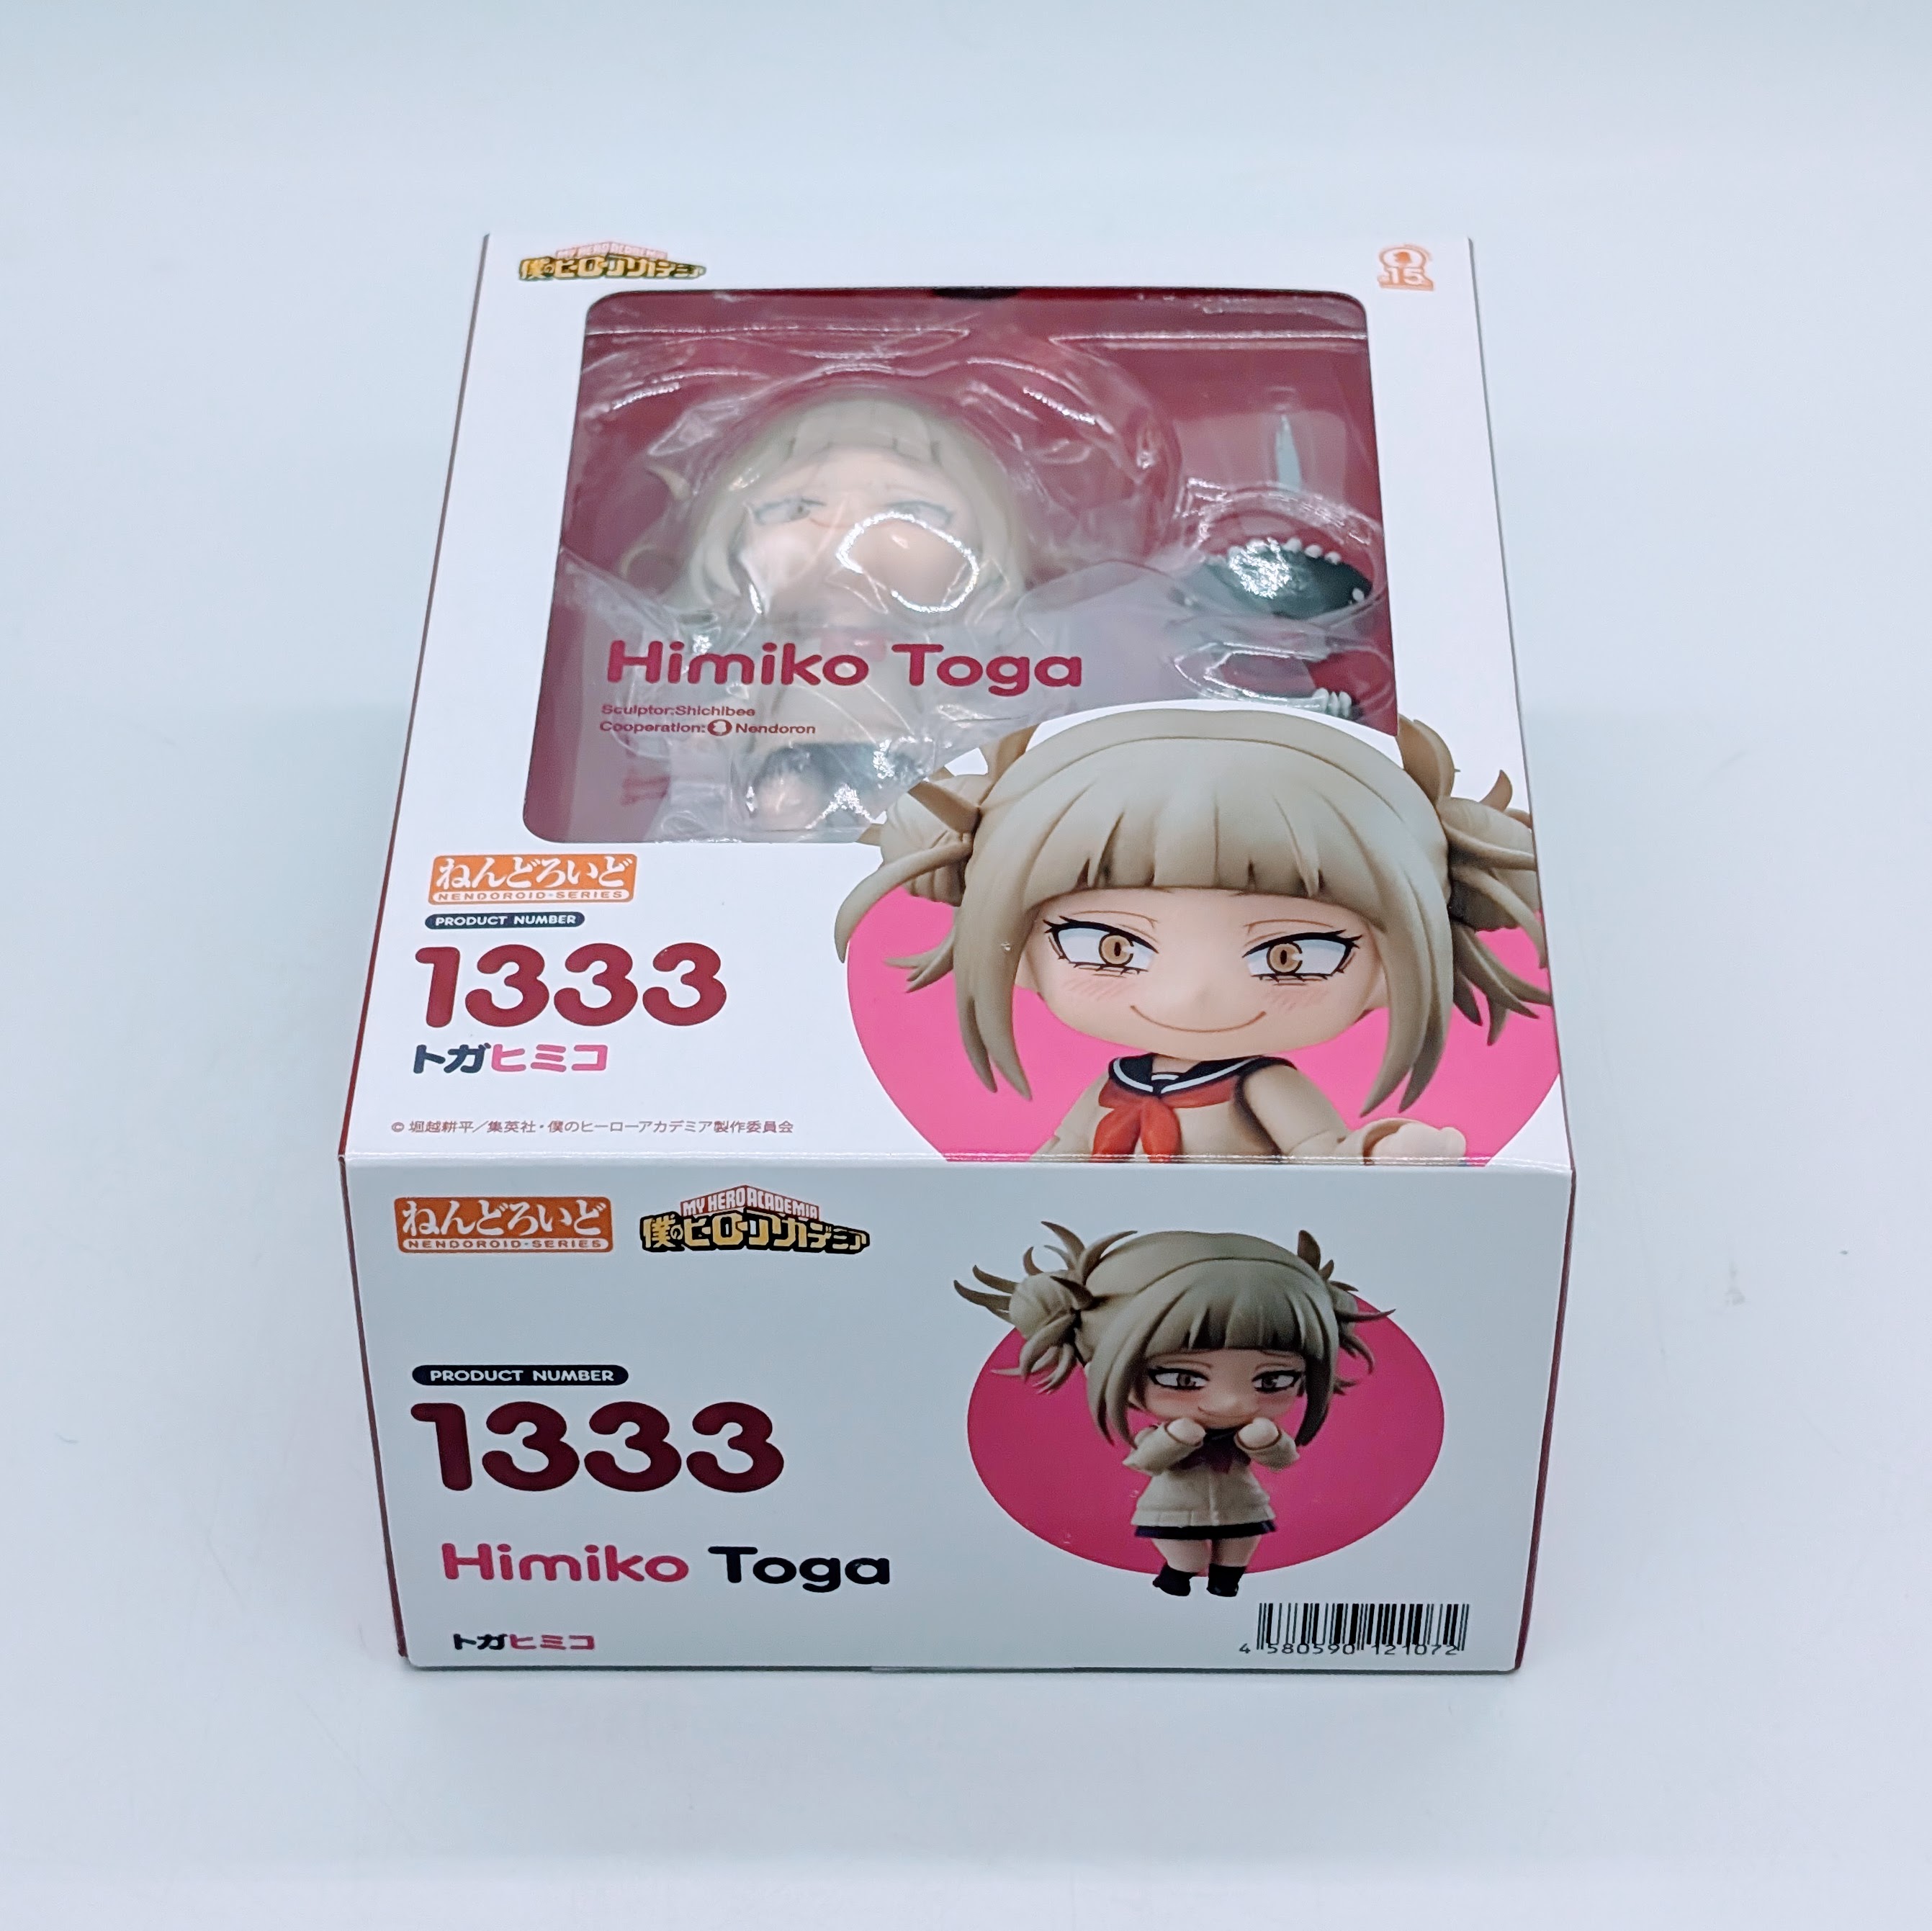 MY HERO ACADEMIA
僕のヒーローアカデミア
15
Himiko Toga
Sculptor:Shichibee
Cooperation: Nendoron
ねんどろいど
NENDOROID-SERIES
PRODUCT NUMBER
1333
トガヒミコ
© 堀越耕平／集英社・僕のヒーローアカデミア製作委員会
ねんどろいど
NENDOROID-SERIES
MY HERO ACADEMIA
僕のヒーローアカデミア
PRODUCT NUMBER
1333
Himiko Toga
トガヒミコ
4 580590 121072